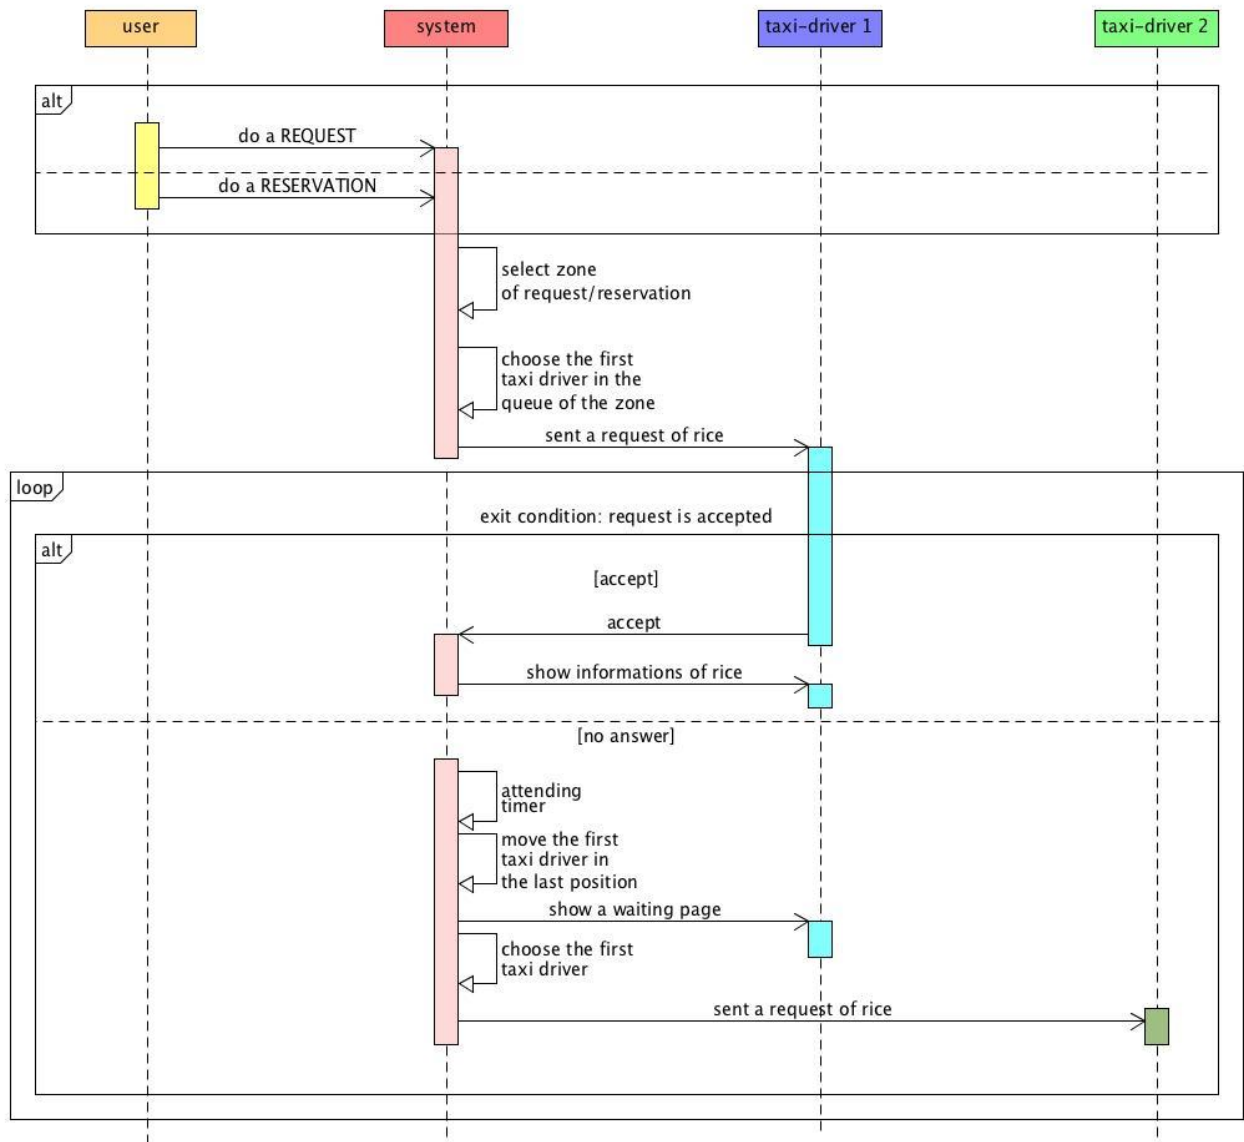 user
system
taxi-driver 1
taxi-driver 2
alt
do a REQUEST
do a RESERVATION
select zone
of request/reservation
choose the first
taxi driver in the
queue of the zone
sent a request of rice
loop
exit condition: request is accepted
alt
[accept]
accept
show informations of rice
[no answer]
attending
timer
move the first
taxi driver in
the last position
show a waiting page
choose the first
taxi driver
sent a request of rice